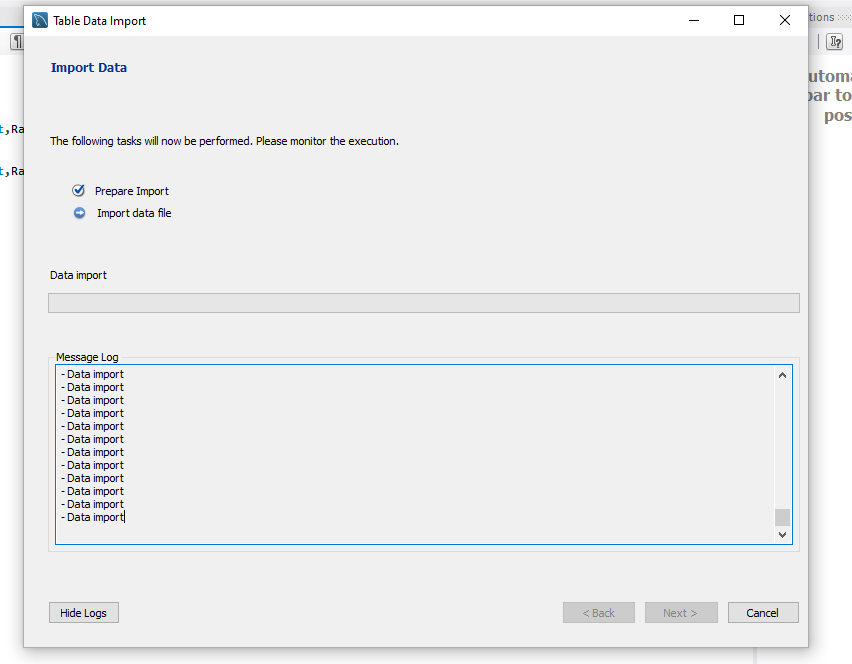 Table Data Import
tions
Import Data
utoma
bar to
pos
t,Ra
The following tasks will now be performed. Please monitor the execution.
t,Ra
Prepare Import
Import data file
Data import
Message Log
- Data import
- Data import
- Data import
- Data import
- Data import
- Data import
- Data import
- Data import
- Data import
- Data import
- Data import
- Data import
Hide Logs
< Back
Next >
Cancel